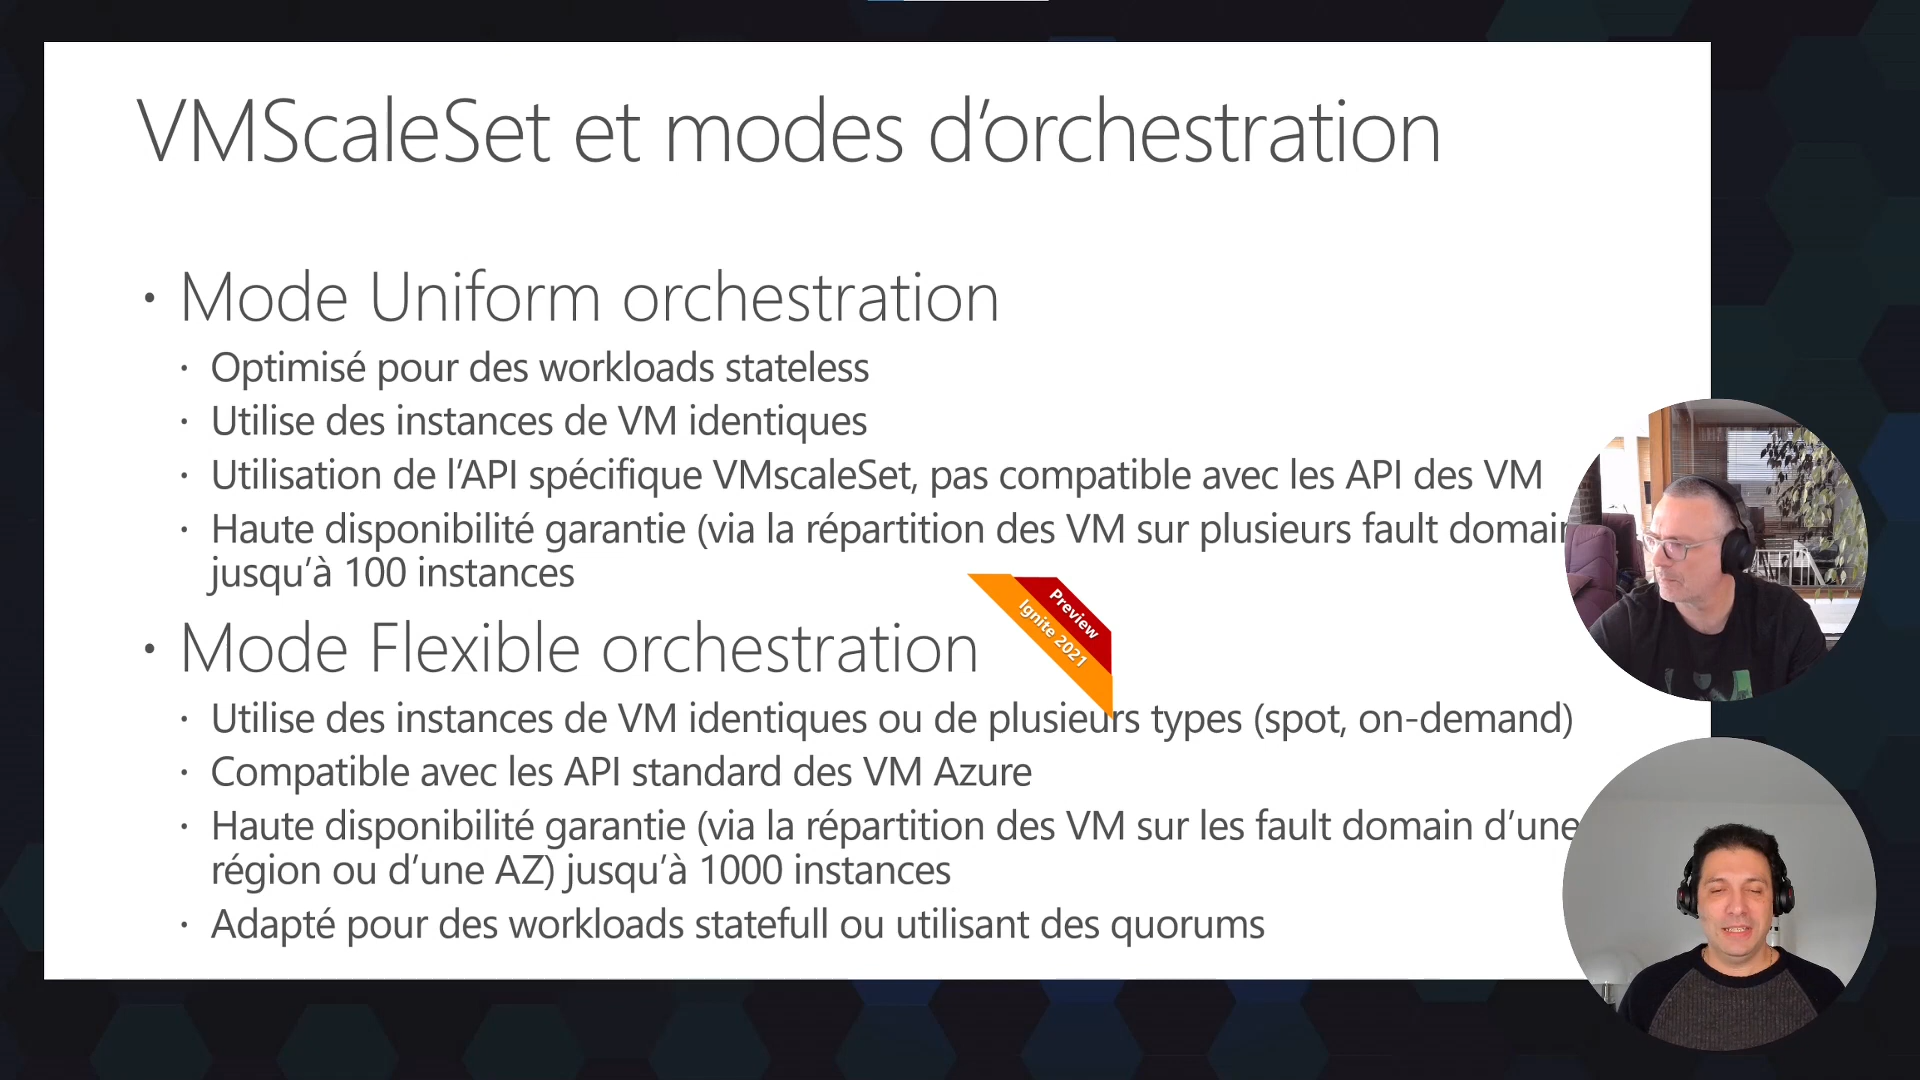 VMScaleSet et modes d’orchestration
• Mode Uniform orchestration
• Optimisé pour des workloads stateless
• Utilise des instances de VM identiques
• Utilisation de l’API spécifique VMscaleSet, pas compatible avec les API des VM
• Haute disponibilité garantie (via la répartition des VM sur plusieurs fault domain
jusqu’à 100 instances
• Mode Flexible orchestration
Preview
Ignite 2021
• Utilise des instances de VM identiques ou de plusieurs types (spot, on-demand)
• Compatible avec les API standard des VM Azure
• Haute disponibilité garantie (via la répartition des VM sur les fault domain d’une
région ou d’une AZ) jusqu’à 1000 instances
• Adapté pour des workloads statefull ou utilisant des quorums